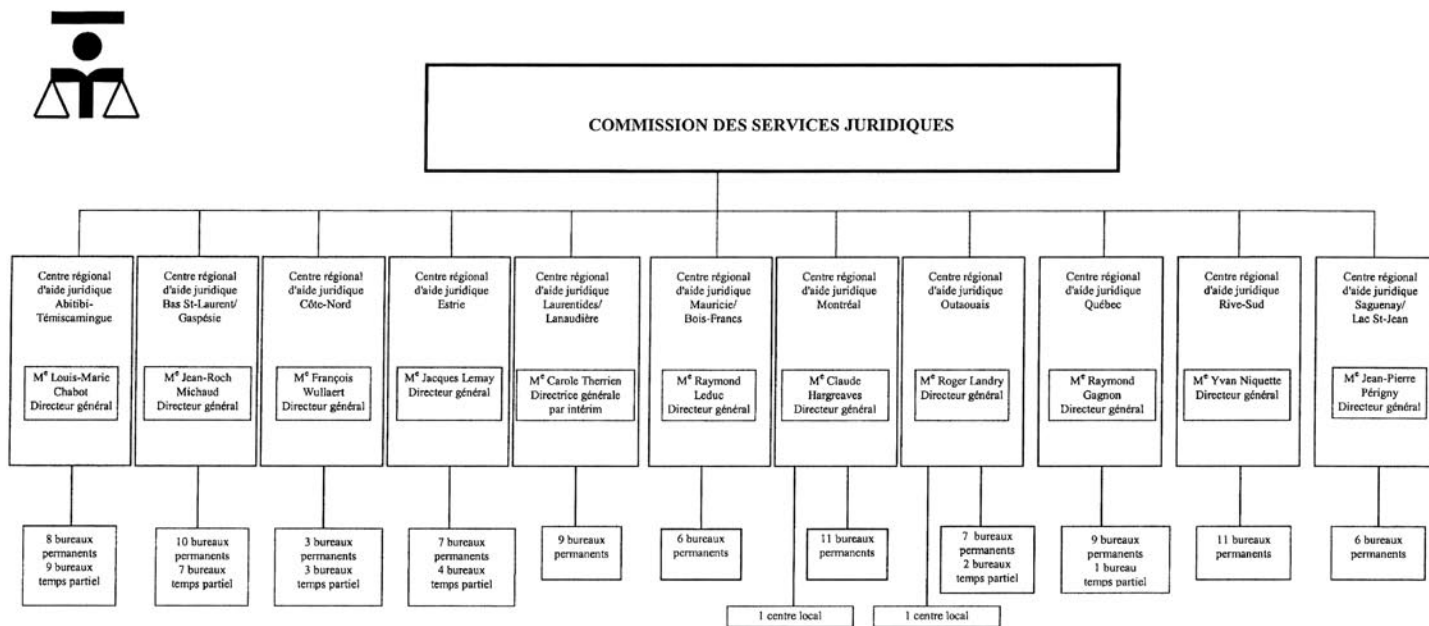 COMMISSION DES SERVICES JURIDIQUES
Centre régional
d'aide juridique
Abitibi-
Témiscamingue
Mᵉ Louis-Marie
Chabot
Directeur général
8 bureaux
permanents
9 bureaux
temps partiel
Centre régional
d'aide juridique
Bas St-Laurent/
Gaspésie
Mᵉ Jean-Roch
Michaud
Directeur général
10 bureaux
permanents
7 bureaux
temps partiel
Centre régional
d'aide juridique
Côte-Nord
Mᵉ François
Wullaert
Directeur général
3 bureaux
permanents
3 bureaux
temps partiel
Centre régional
d'aide juridique
Estrie
Mᵉ Jacques Lemay
Directeur général
7 bureaux
permanents
4 bureaux
temps partiel
Centre régional
d'aide juridique
Laurentides/
Lanaudière
Mᵉ Carole Therrien
Directrice générale
par intérim
9 bureaux
permanents
Centre régional
d'aide juridique
Mauricie/
Bois-Francs
Mᵉ Raymond
Leduc
Directeur général
6 bureaux
permanents
Centre régional
d'aide juridique
Montréal
Mᵉ Claude
Hargreaves
Directeur général
11 bureaux
permanents
1 centre local
Centre régional
d'aide juridique
Outaouais
Mᵉ Roger Landry
Directeur général
7 bureaux
permanents
2 bureaux
temps partiel
1 centre local
Centre régional
d'aide juridique
Québec
Mᵉ Raymond
Gagnon
Directeur général
9 bureaux
permanents
1 bureau
temps partiel
Centre régional
d'aide juridique
Rive-Sud
Mᵉ Yvan Niquette
Directeur général
11 bureaux
permanents
Centre régional
d'aide juridique
Saguenay/
Lac St-Jean
Mᵉ Jean-Pierre
Périgny
Directeur général
6 bureaux
permanents